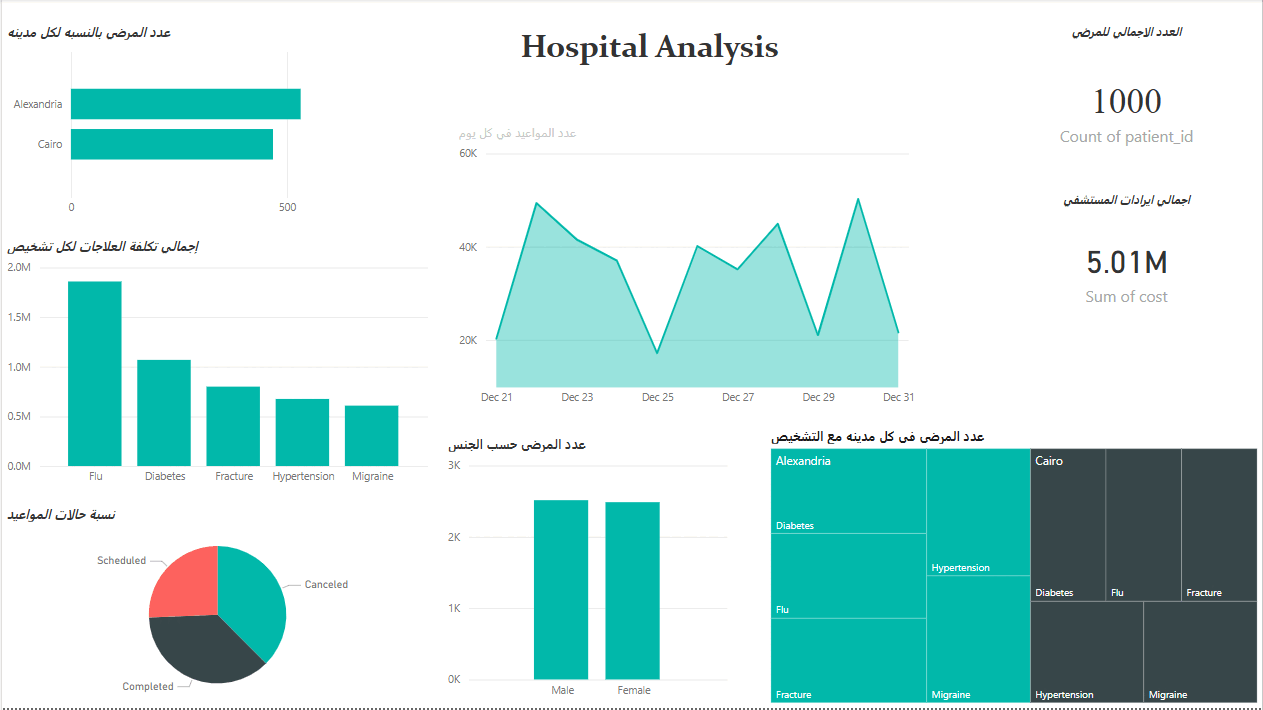 Hospital Analysis
عدد المرضى بالنسبه لكل مدينه
Alexandria
Cairo
0
500
إجمالي تكلفة العلاجات لكل تشخيص
2.0M
1.5M
1.0M
0.5M
0.0M
Flu
Diabetes
Fracture
Hypertension
Migraine
نسبة حالات المواعيد
Scheduled
Canceled
Completed
عدد المواعيد في كل يوم
60K
40K
20K
Dec 21
Dec 23
Dec 25
Dec 27
Dec 29
Dec 31
عدد المرضى حسب الجنس
3K
2K
1K
0K
Male
Female
العدد الاجمالي للمرضى
1000
Count of patient_id
اجمالي ايرادات المستشفي
5.01M
Sum of cost
عدد المرضى في كل مدينه مع التشخيص
Alexandria
Diabetes
Flu
Fracture
Hypertension
Migraine
Cairo
Diabetes
Flu
Fracture
Hypertension
Migraine